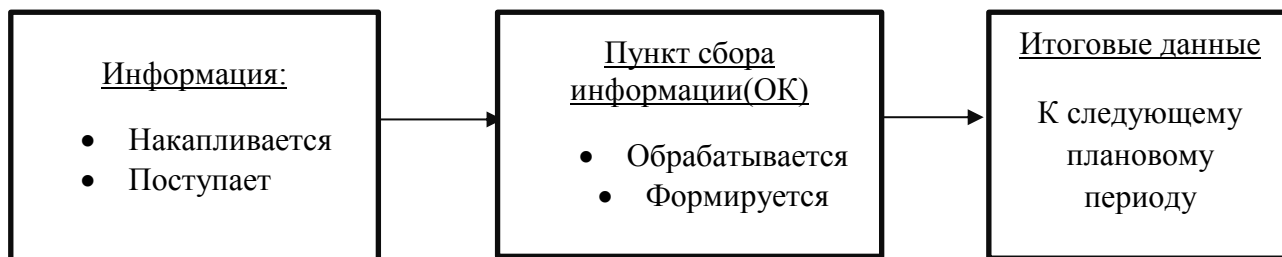 Информация:
• Накапливается
• Поступает
Пункт сбора
информации(ОК)
• Обрабатывается
• Формируется
Итоговые данные
К следующему
плановому
периоду